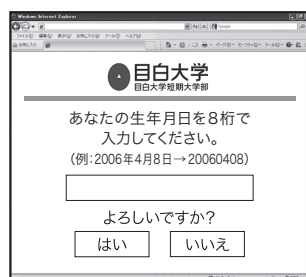 Windows Internet Explorer
Google
目白大学
目白大学短期大学部
あなたの生年月日を8桁で
入力してください。
(例:2006年4月8日→20060408)
よろしいですか?
はい いいえ